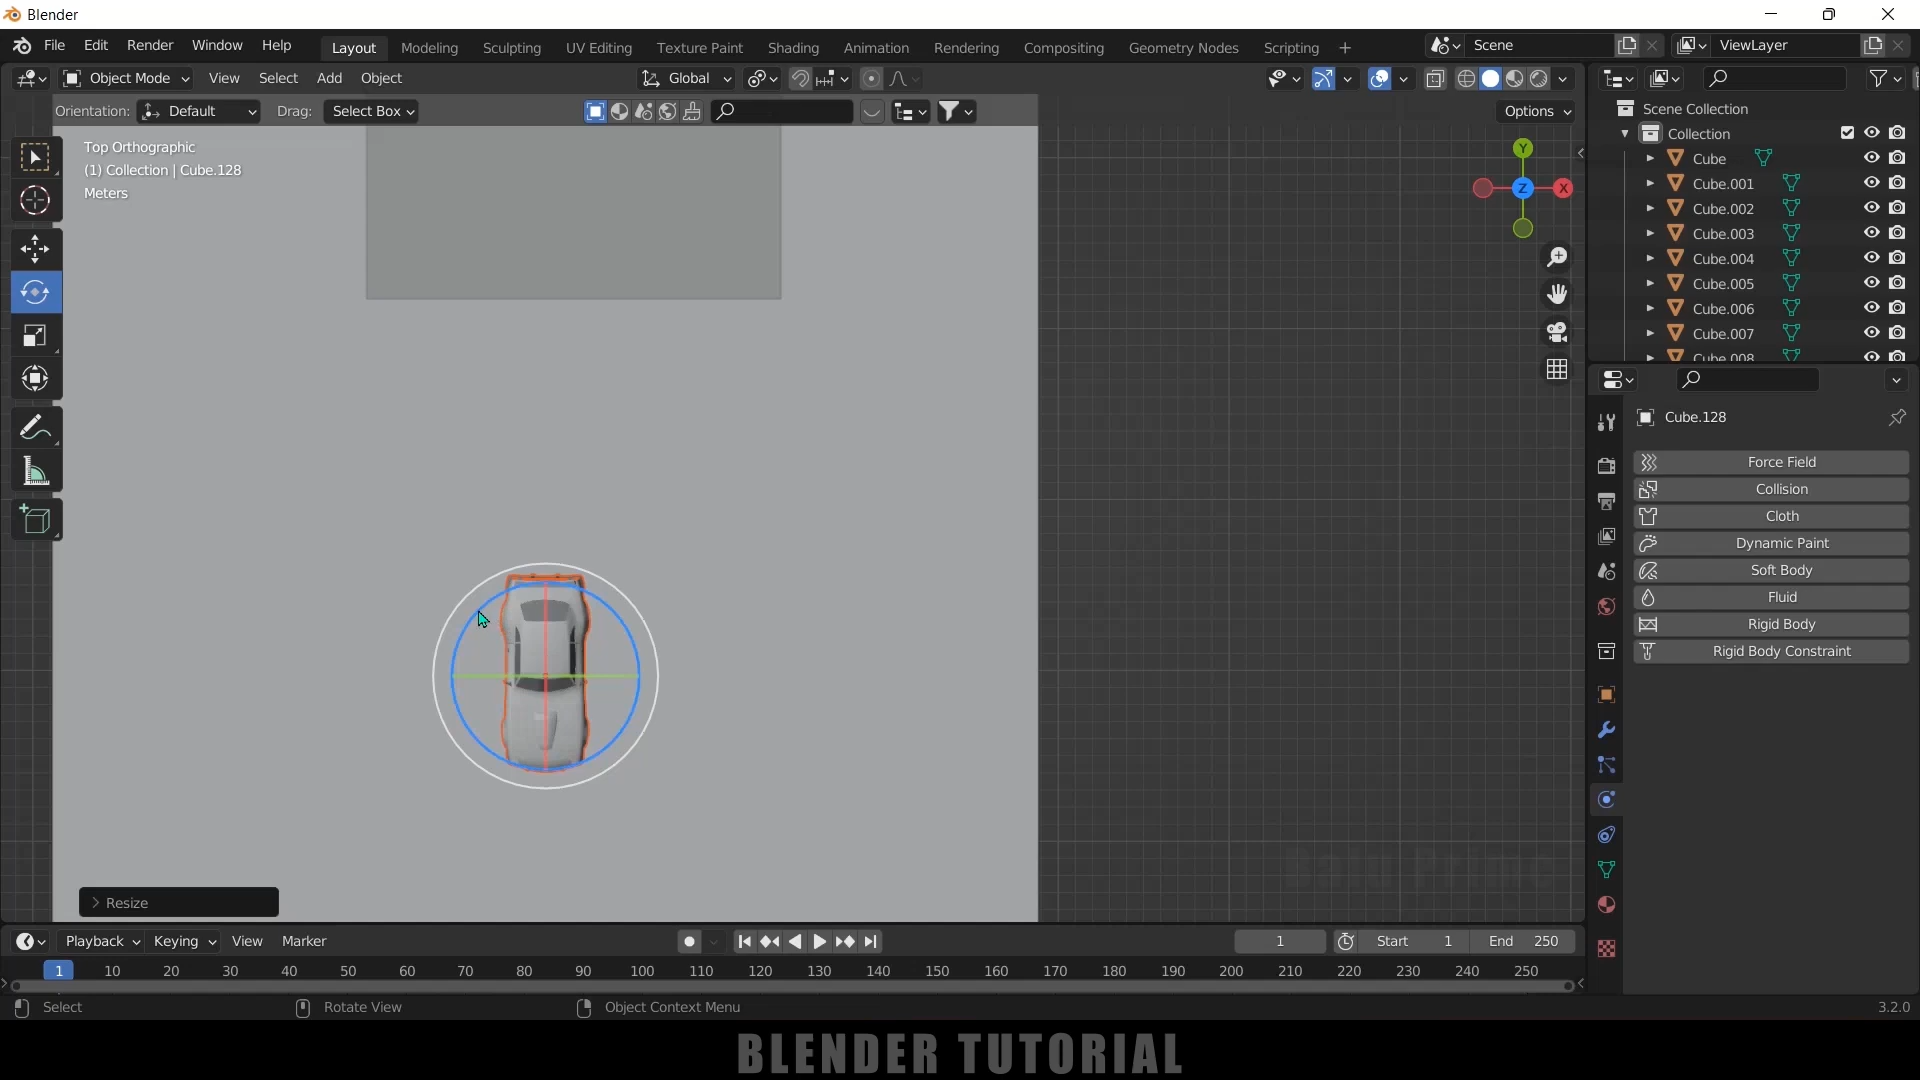 Blender
File Edit Render Window Help
Layout Modeling Sculpting UV Editing Texture Paint Shading Animation Rendering Compositing Geometry Nodes Scripting +
Scene
ViewLayer
Object Mode View Select Add Object
Global
Orientation: Default Drag: Select Box
Options
Top Orthographic
(1) Collection | Cube.128
Meters
Y
Z
X
Scene Collection
Collection
Cube
Cube.001
Cube.002
Cube.003
Cube.004
Cube.005
Cube.006
Cube.007
Cube.008
Cube.128
Force Field
Collision
Cloth
Dynamic Paint
Soft Body
Fluid
Rigid Body
Rigid Body Constraint
Resize
Playback Keying View Marker
1
Start 1 End 250
1 10 20 30 40 50 60 70 80 90 100 110 120 130 140 150 160 170 180 190 200 210 220 230 240 250
Select
Rotate View
Object Context Menu
3.2.0
BLENDER TUTORIAL